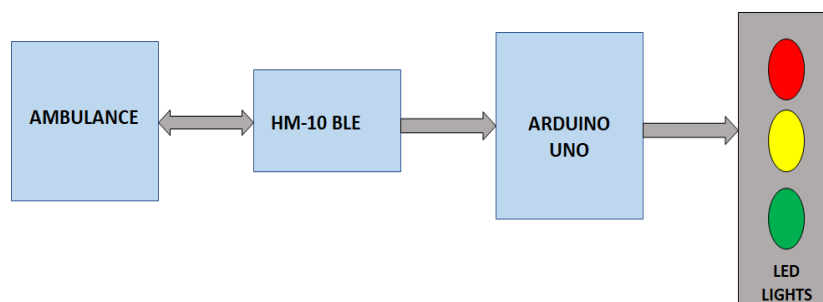 AMBULANCE
HM-10 BLE
ARDUINO
UNO
LED
LIGHTS